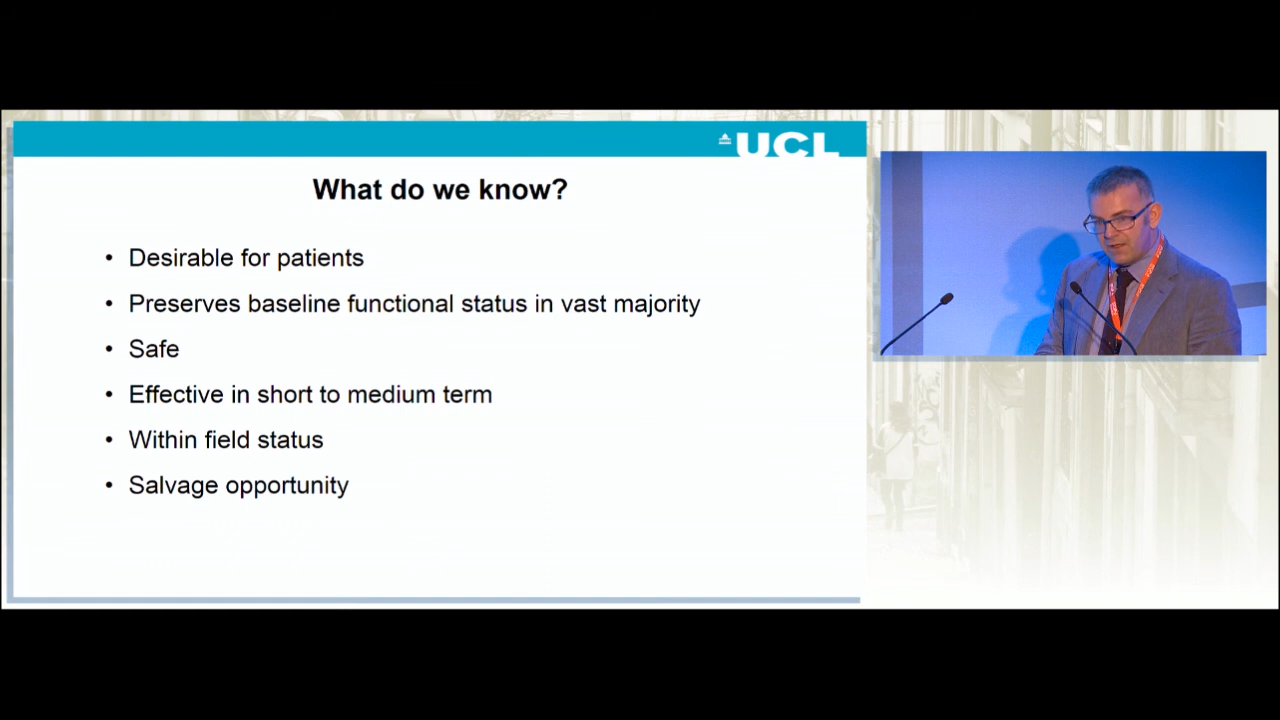 UCL
What do we know?
• Desirable for patients
• Preserves baseline functional status in vast majority
• Safe
• Effective in short to medium term
• Within field status
• Salvage opportunity